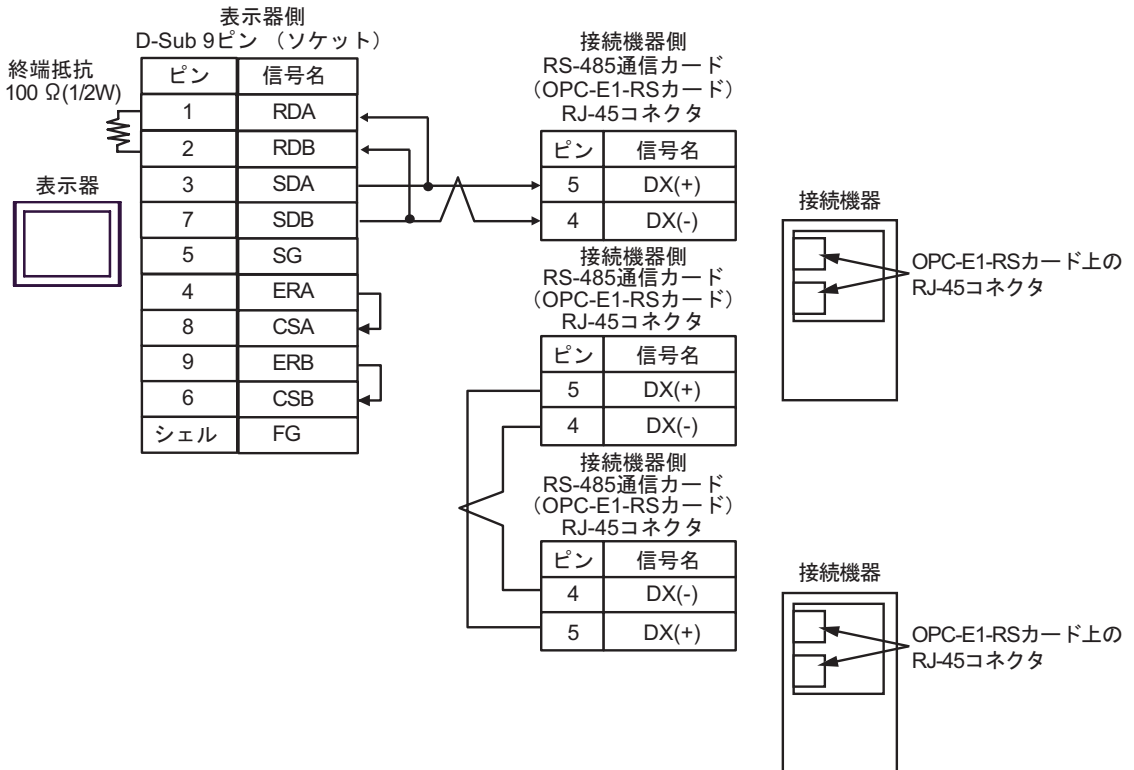 表示器側
D-Sub 9ピン （ソケット）
終端抵抗
100 Ω(1/2W)
ピン 信号名
1 RDA
2 RDB
3 SDA
7 SDB
5 SG
4 ERA
8 CSA
9 ERB
6 CSB
シェル FG
表示器
接続機器側
RS-485通信カード
（OPC-E1-RSカード）
RJ-45コネクタ
ピン 信号名
5 DX(+)
4 DX(-)
接続機器側
RS-485通信カード
（OPC-E1-RSカード）
RJ-45コネクタ
ピン 信号名
5 DX(+)
4 DX(-)
接続機器側
RS-485通信カード
（OPC-E1-RSカード）
RJ-45コネクタ
ピン 信号名
4 DX(-)
5 DX(+)
接続機器
OPC-E1-RSカード上の
RJ-45コネクタ
接続機器
OPC-E1-RSカード上の
RJ-45コネクタ